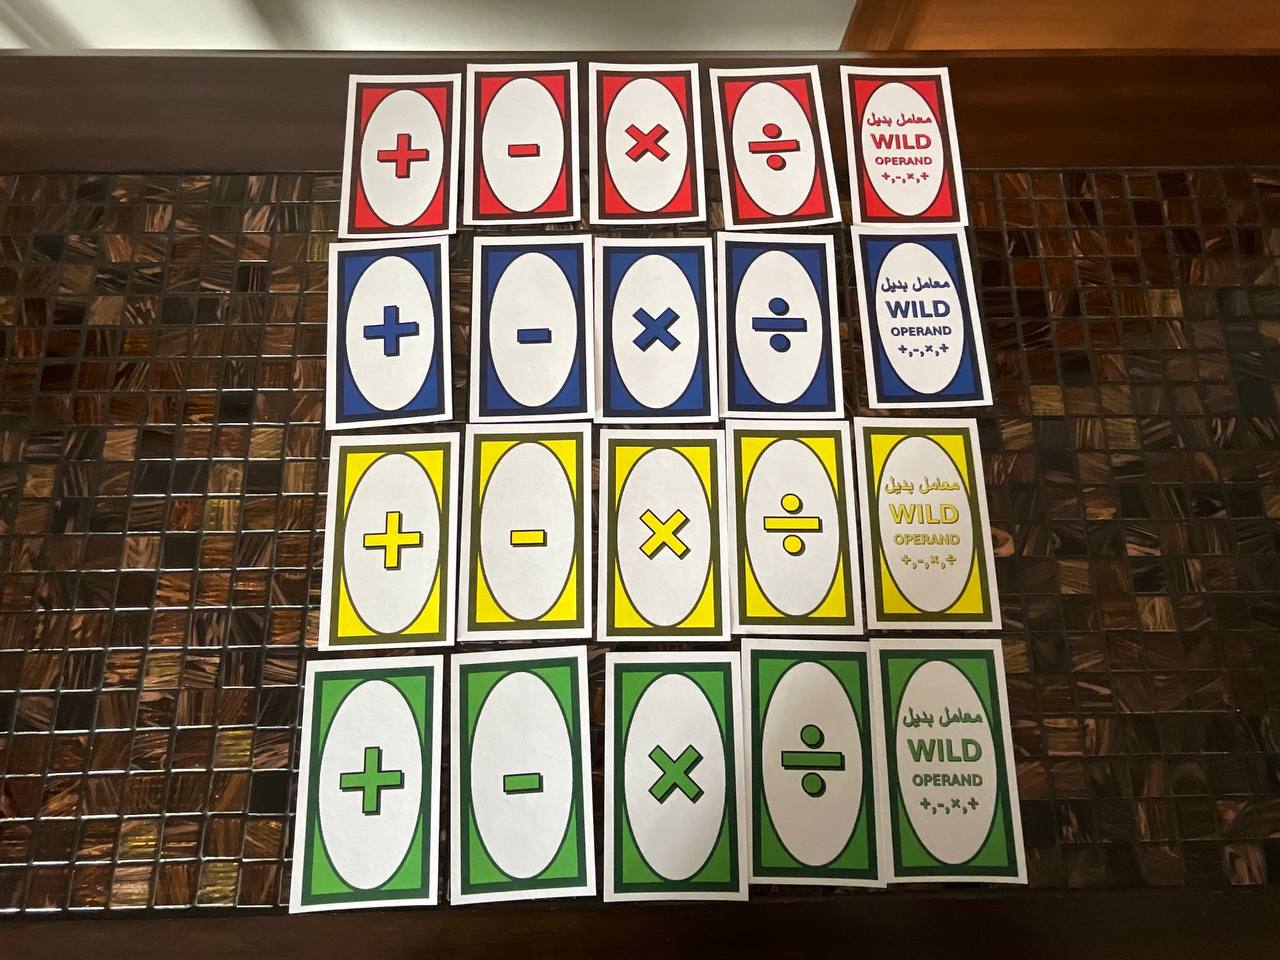 +
-
×
÷
معامل بديل
WILD
OPERAND
+,-,×,÷
+
-
×
÷
معامل بديل
WILD
OPERAND
+,-,×,÷
+
-
×
÷
معامل بديل
WILD
OPERAND
+,-,×,÷
+
-
×
÷
معامل بديل
WILD
OPERAND
+,-,×,÷